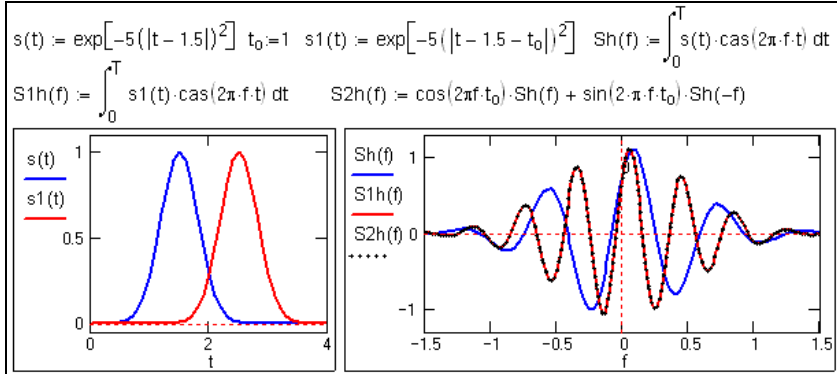 s(t) := exp[-5(|t - 1.5|)²] t₀:=1 s1(t) := exp[-5(|t - 1.5 - t₀|)²] Sh(f) := ∫₀ᵀ s(t)·cas(2π·f·t) dt
S1h(f) := ∫₀ᵀ s1(t)·cas(2π·f·t) dt S2h(f) := cos(2πf·t₀)·Sh(f) + sin(2·π·f·t₀)·Sh(-f)
s(t)
s1(t)
1
0.5
0
0 2 4
t
Sh(f)
S1h(f)
S2h(f)
1
0
-1
-1.5 -1 -0.5 0 0.5 1 1.5
f